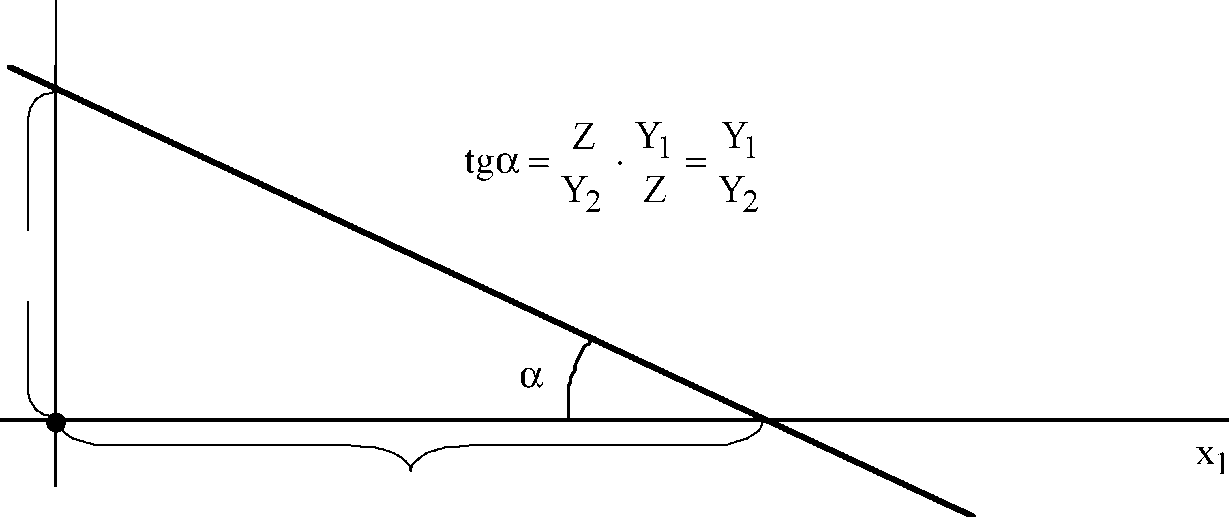 tgα = Z/Y₂ · Y₁/Z = Y₁/Y₂
α
x₁